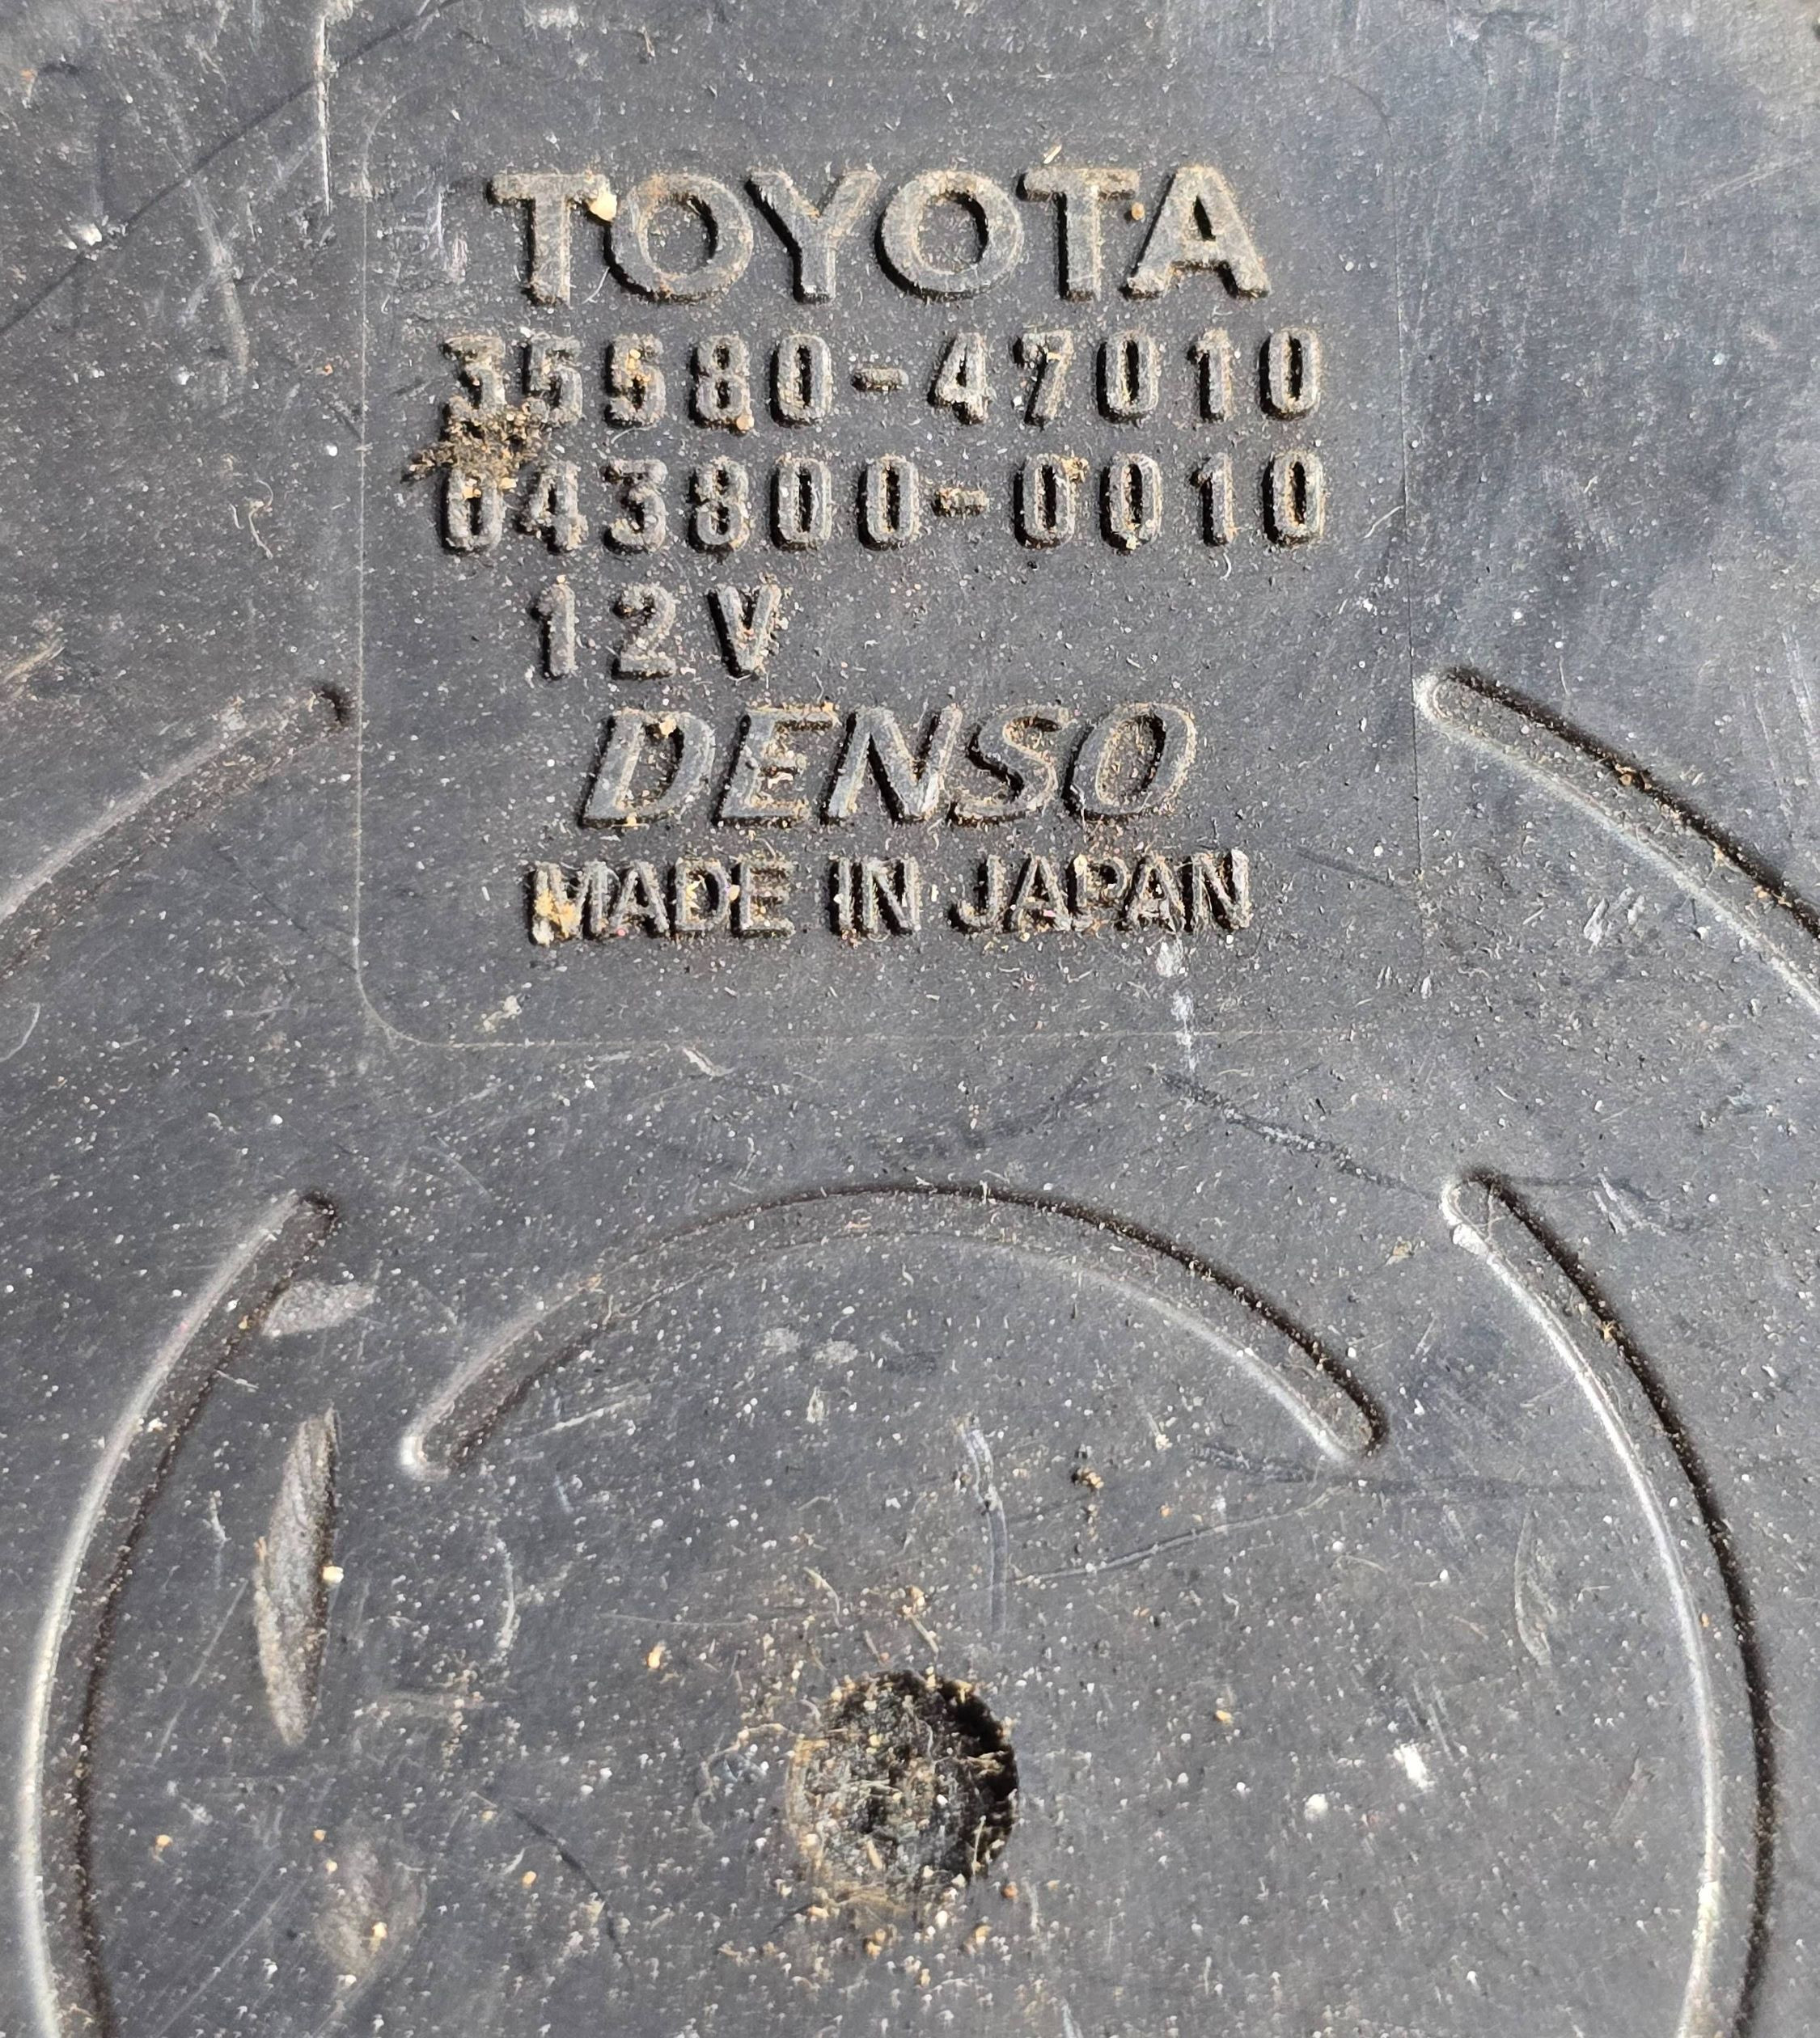 TOYOTA
35580-47010
043800-0010
12V
DENSO
MADE IN JAPAN